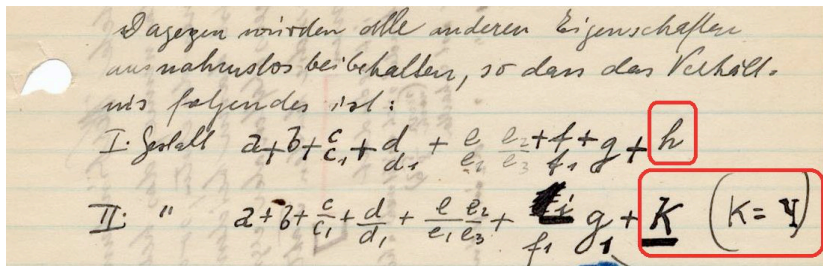 Dagegen würden alle anderen Eigenschaften
ausnahmslos beibehalten, so dass das Verhält-
nis folgendes ist:
I. Gestalt a+b+c/c₁+d/d₁ + e/e₁ e₂/e₃ + f/f₁ + g + h
II. " a+b+c/c₁+d/d₁ + e/e₁ e₂/e₃ + f₁ g₁ + K (K=4)